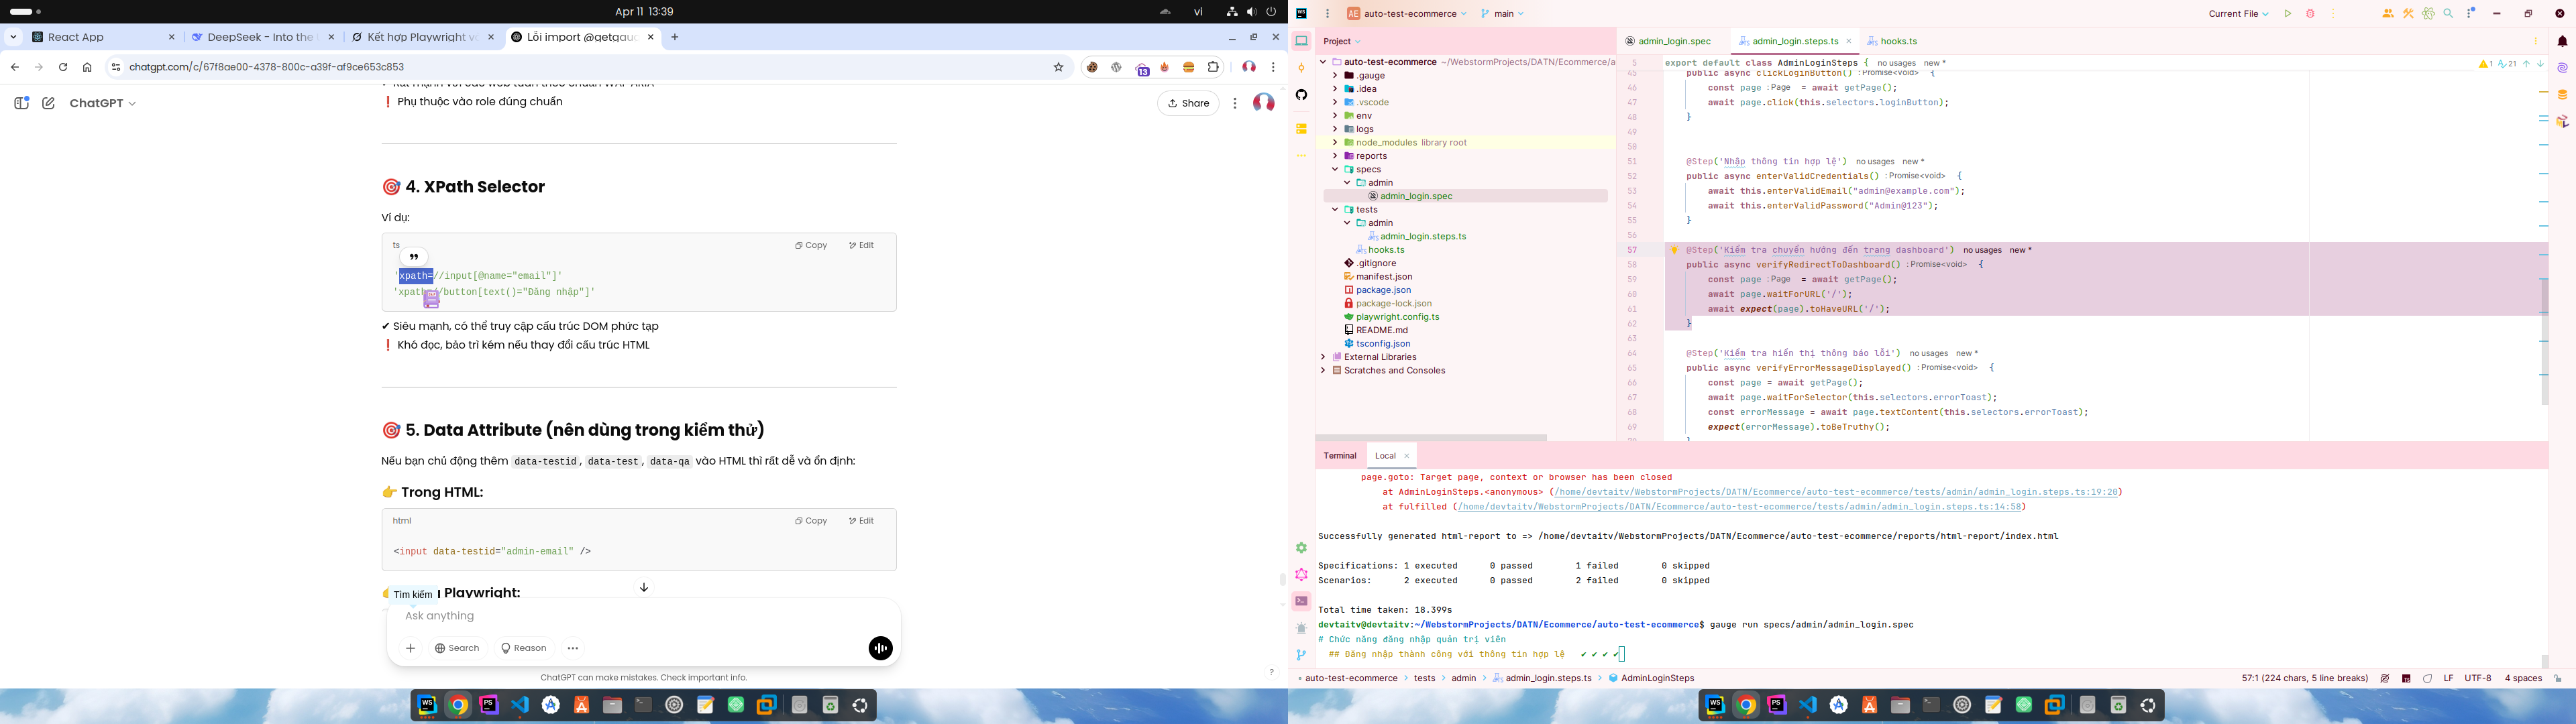 Apr 11 13:39
vi
React App
DeepSeek - Into the
Kết hợp Playwright vớ
Lỗi import @getgaug
chatgpt.com/c/67f8ae00-4378-800c-a39f-af9ce653c853
13
ChatGPT
Share
❗ Phụ thuộc vào role đúng chuẩn
🎯 4. XPath Selector
Ví dụ:
ts
Copy
Edit
'xpath=//input[@name="email"]'
'xpath=//button[text()="Đăng nhập"]'
✔ Siêu mạnh, có thể truy cập cấu trúc DOM phức tạp
❗ Khó đọc, bảo trì kém nếu thay đổi cấu trúc HTML
🎯 5. Data Attribute (nên dùng trong kiểm thử)
Nếu bạn chủ động thêm data-testid, data-test, data-qa vào HTML thì rất dễ và ổn định:
👉 Trong HTML:
html
Copy
Edit
<input data-testid="admin-email" />
Playwright:
Tìm kiếm
Ask anything
Search
Reason
ChatGPT can make mistakes. Check important info.
?
WS
AE auto-test-ecommerce
main
Current File
Project
auto-test-ecommerce ~/WebstormProjects/DATN/Ecommerce/a
.gauge
.idea
.vscode
env
logs
node_modules library root
reports
specs
admin
admin_login.spec
tests
admin
admin_login.steps.ts
hooks.ts
.gitignore
manifest.json
package.json
package-lock.json
playwright.config.ts
README.md
tsconfig.json
External Libraries
Scratches and Consoles
admin_login.spec
admin_login.steps.ts
hooks.ts
5 export default class AdminLoginSteps { no usages new *
1 21
45 public async clickLoginButton() :Promise<void> {
46 const page :Page = await getPage();
47 await page.click(this.selectors.loginButton);
48 }
49
50
51 @Step('Nhập thông tin hợp lệ') no usages new *
52 public async enterValidCredentials() :Promise<void> {
53 await this.enterValidEmail("admin@example.com");
54 await this.enterValidPassword("Admin@123");
55 }
56
57 @Step('Kiểm tra chuyển hướng đến trang dashboard') no usages new *
58 public async verifyRedirectToDashboard() :Promise<void> {
59 const page :Page = await getPage();
60 await page.waitForURL('/');
61 await expect(page).toHaveURL('/');
62 }
63
64 @Step('Kiểm tra hiển thị thông báo lỗi') no usages new *
65 public async verifyErrorMessageDisplayed() :Promise<void> {
66 const page = await getPage();
67 await page.waitForSelector(this.selectors.errorToast);
68 const errorMessage = await page.textContent(this.selectors.errorToast);
69 expect(errorMessage).toBeTruthy();
Terminal
Local
page.goto: Target page, context or browser has been closed
at AdminLoginSteps.<anonymous> (/home/devtaitv/WebstormProjects/DATN/Ecommerce/auto-test-ecommerce/tests/admin/admin_login.steps.ts:19:20)
at fulfilled (/home/devtaitv/WebstormProjects/DATN/Ecommerce/auto-test-ecommerce/tests/admin/admin_login.steps.ts:14:58)
Successfully generated html-report to => /home/devtaitv/WebstormProjects/DATN/Ecommerce/auto-test-ecommerce/reports/html-report/index.html
Specifications: 1 executed 0 passed 1 failed 0 skipped
Scenarios: 2 executed 0 passed 2 failed 0 skipped
Total time taken: 18.399s
devtaitv@devtaitv:~/WebstormProjects/DATN/Ecommerce/auto-test-ecommerce$ gauge run specs/admin/admin_login.spec
# Chức năng đăng nhập quản trị viên
## Đăng nhập thành công với thông tin hợp lệ ✔ ✔ ✔ ✔
auto-test-ecommerce > tests > admin > admin_login.steps.ts > AdminLoginSteps
57:1 (224 chars, 5 line breaks)
LF
UTF-8
4 spaces